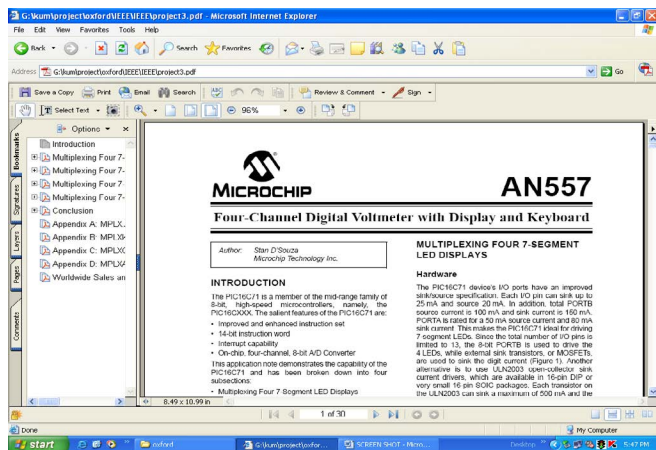 G:\kum\project\oxford\IEEE\IEEE\project3.pdf - Microsoft Internet Explorer
File Edit View Favorites Tools Help
Back Search Favorites
Address G:\kum\project\oxford\IEEE\IEEE\project3.pdf Go
Save a Copy Print Email Search Review & Comment Sign
Select Text 96%
Options
Bookmarks
Signatures
Layers
Pages
Comments
Introduction
Multiplexing Four 7-
Multiplexing Four 7-
Multiplexing Four 7
Multiplexing Four 7-
Conclusion
Appendix A: MPLX.
Appendix B: MPLX
Appendix C: MPLX
Appendix D: MPLX
Worldwide Sales an
MICROCHIP
AN557
Four-Channel Digital Voltmeter with Display and Keyboard
Author: Stan D'Souza
Microchip Technology Inc.
INTRODUCTION
The PIC16C71 is a member of the mid-range family of
8-bit, high-speed microcontrollers, namely, the
PIC16CXXX. The salient features of the PIC16C71 are:
• Improved and enhanced instruction set
• 14-bit instruction word
• Interrupt capability
• On-chip, four-channel, 8-bit A/D Converter
This application note demonstrates the capability of the
PIC16C71 and has been broken down into four
subsections:
• Multiplexing Four 7 Segment LED Displays
MULTIPLEXING FOUR 7-SEGMENT
LED DISPLAYS
Hardware
The PIC16C71 device's I/O ports have an improved
sink/source specification. Each I/O pin can sink up to
25 mA and source 20 mA. In addition, total PORTB
source current is 100 mA and sink current is 150 mA.
PORTA is rated for a 50 mA source current and 80 mA
sink current. This makes the PIC16C71 ideal for driving
7 segment LEDs. Since the total number of I/O pins is
limited to 13, the 8-bit PORTB is used to drive the
4 LEDs, while external sink transistors, or MOSFETs,
are used to sink the digit current (Figure 1). Another
alternative is to use ULN2003 open-collector sink
current drivers, which are available in 16-pin DIP or
very small 16 pin SOIC packages. Each transistor on
the ULN2003 can sink a maximum of 500 mA and the
8.49 x 10.99 in
1 of 30
Done My Computer
start oxford G:\kum\project\oxfor... SCREEN SHOT - Micro... Desktop 5:47 PM